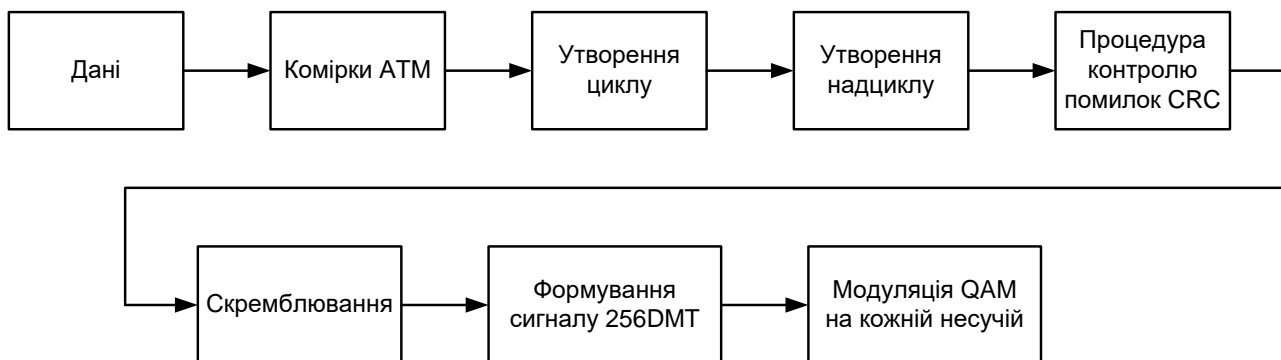 Дані
Комірки АТМ
Утворення
циклу
Утворення
надциклу
Процедура
контролю
помилок CRC
Скремблювання
Формування
сигналу 256DMT
Модуляція QAM
на кожній несучій